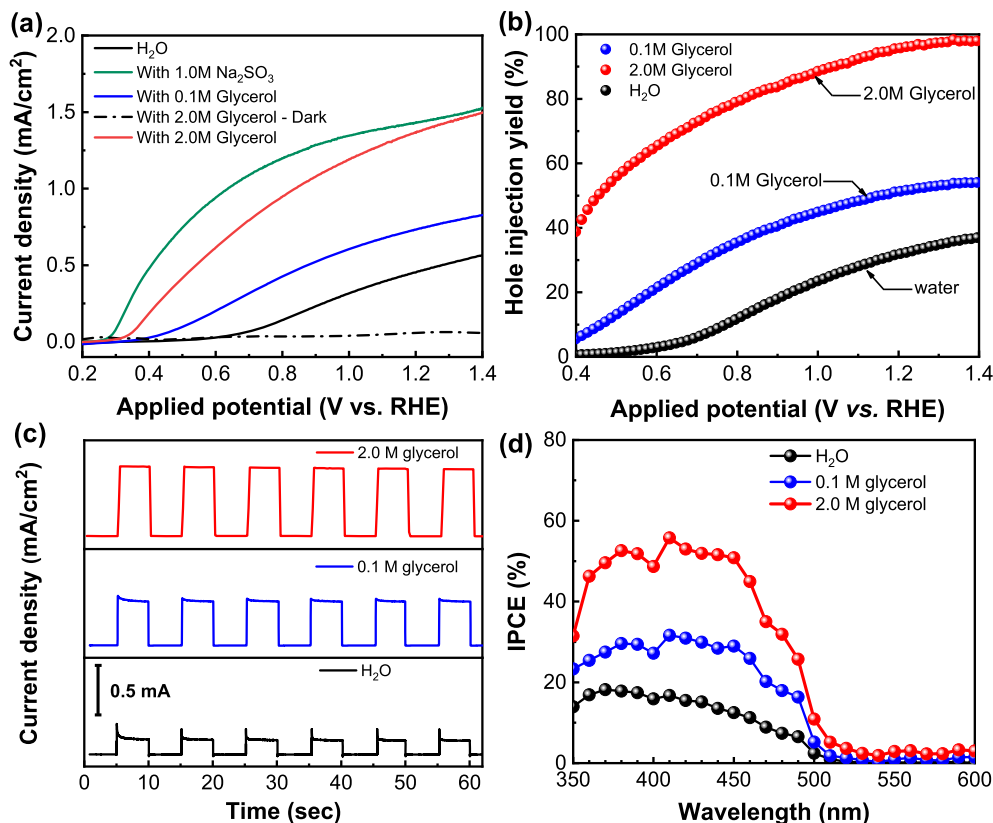 (a)
H₂O
With 1.0M Na₂SO₃
With 0.1M Glycerol
With 2.0M Glycerol - Dark
With 2.0M Glycerol
2.0
1.5
1.0
0.5
0.0
0.2 0.4 0.6 0.8 1.0 1.2 1.4
Current density (mA/cm²)
Applied potential (V vs. RHE)
(b)
0.1M Glycerol
2.0M Glycerol
H₂O
2.0M Glycerol
0.1M Glycerol
water
100
80
60
40
20
0
0.4 0.6 0.8 1.0 1.2 1.4
Hole injection yield (%)
Applied potential (V vs. RHE)
(c)
2.0 M glycerol
0.1 M glycerol
H₂O
0.5 mA
0 10 20 30 40 50 60
Current density (mA/cm²)
Time (sec)
(d)
H₂O
0.1 M glycerol
2.0 M glycerol
80
60
40
20
0
350 400 450 500 550 600
IPCE (%)
Wavelength (nm)